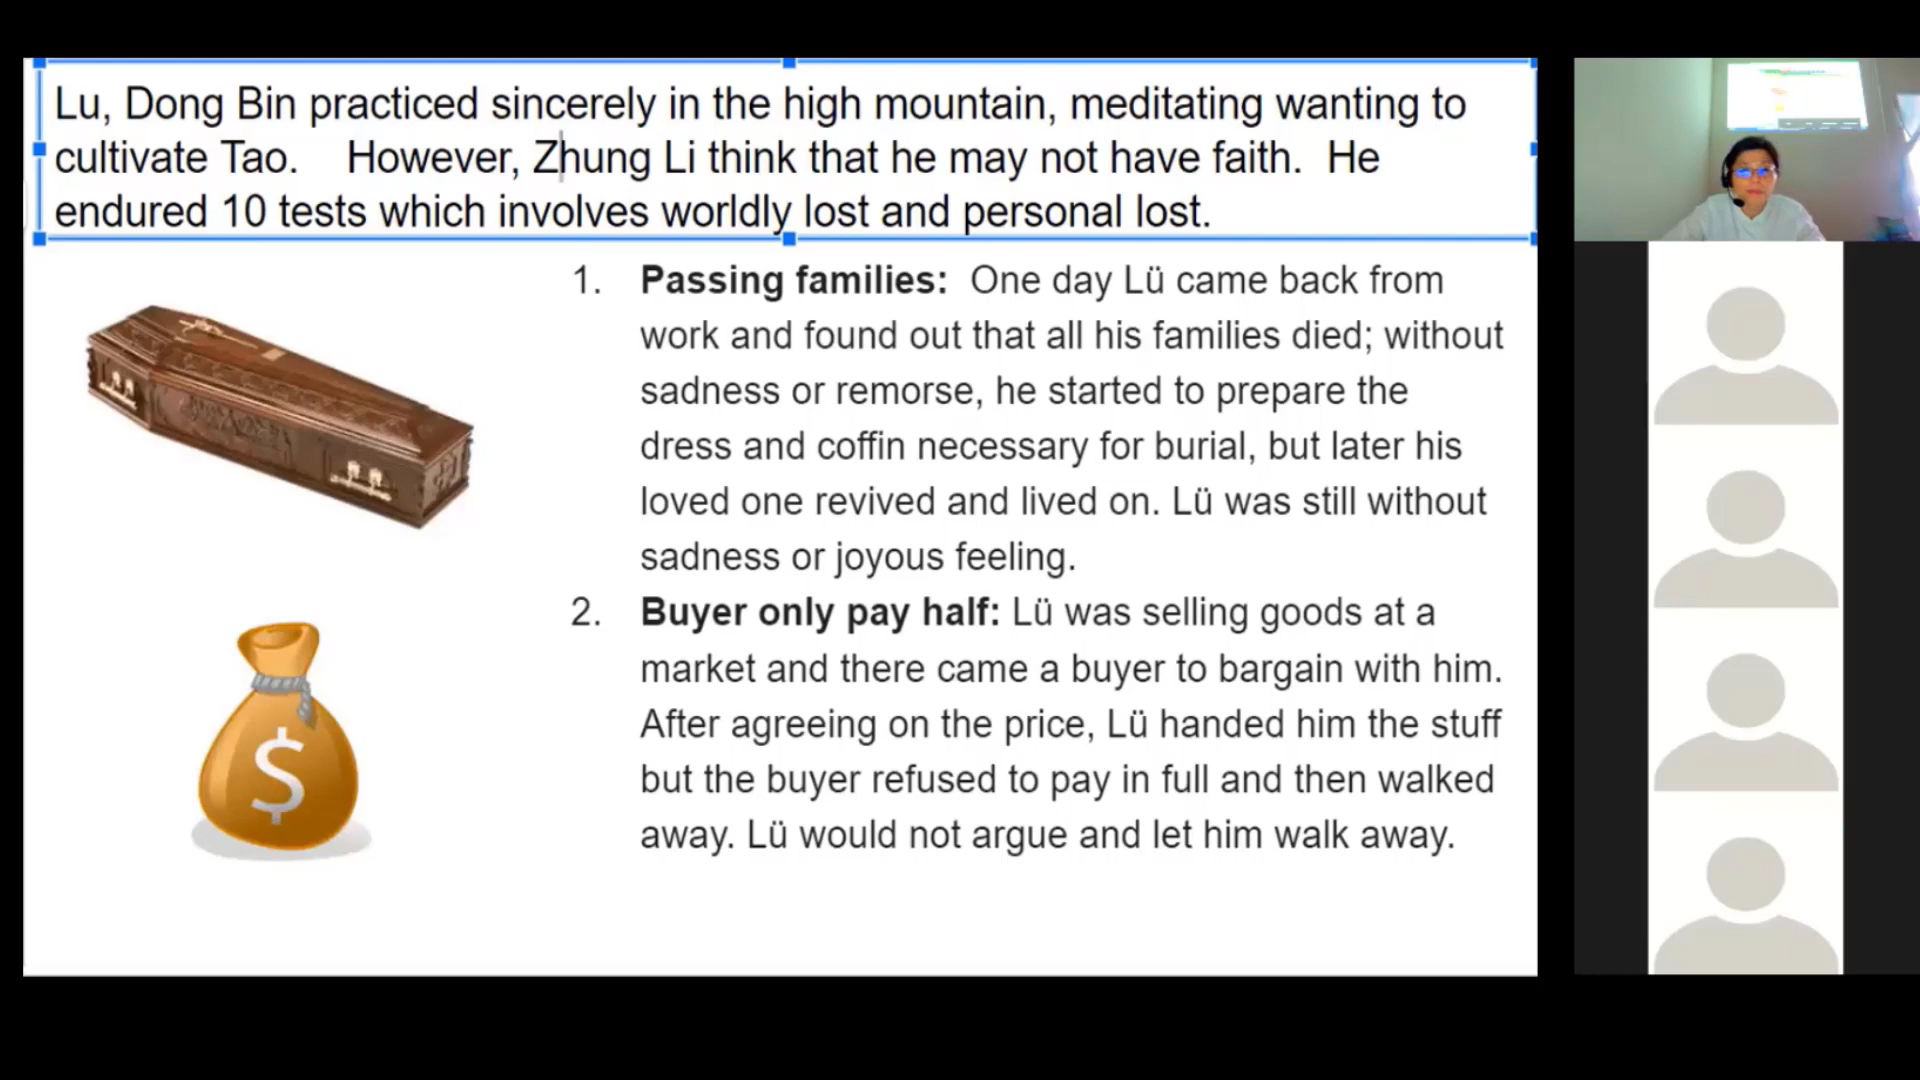 Lu, Dong Bin practiced sincerely in the high mountain, meditating wanting to
cultivate Tao. However, Zhung Li think that he may not have faith. He
endured 10 tests which involves worldly lost and personal lost.
1. Passing families: One day Lü came back from
work and found out that all his families died; without
sadness or remorse, he started to prepare the
dress and coffin necessary for burial, but later his
loved one revived and lived on. Lü was still without
sadness or joyous feeling.
2. Buyer only pay half: Lü was selling goods at a
market and there came a buyer to bargain with him.
After agreeing on the price, Lü handed him the stuff
but the buyer refused to pay in full and then walked
away. Lü would not argue and let him walk away.
$